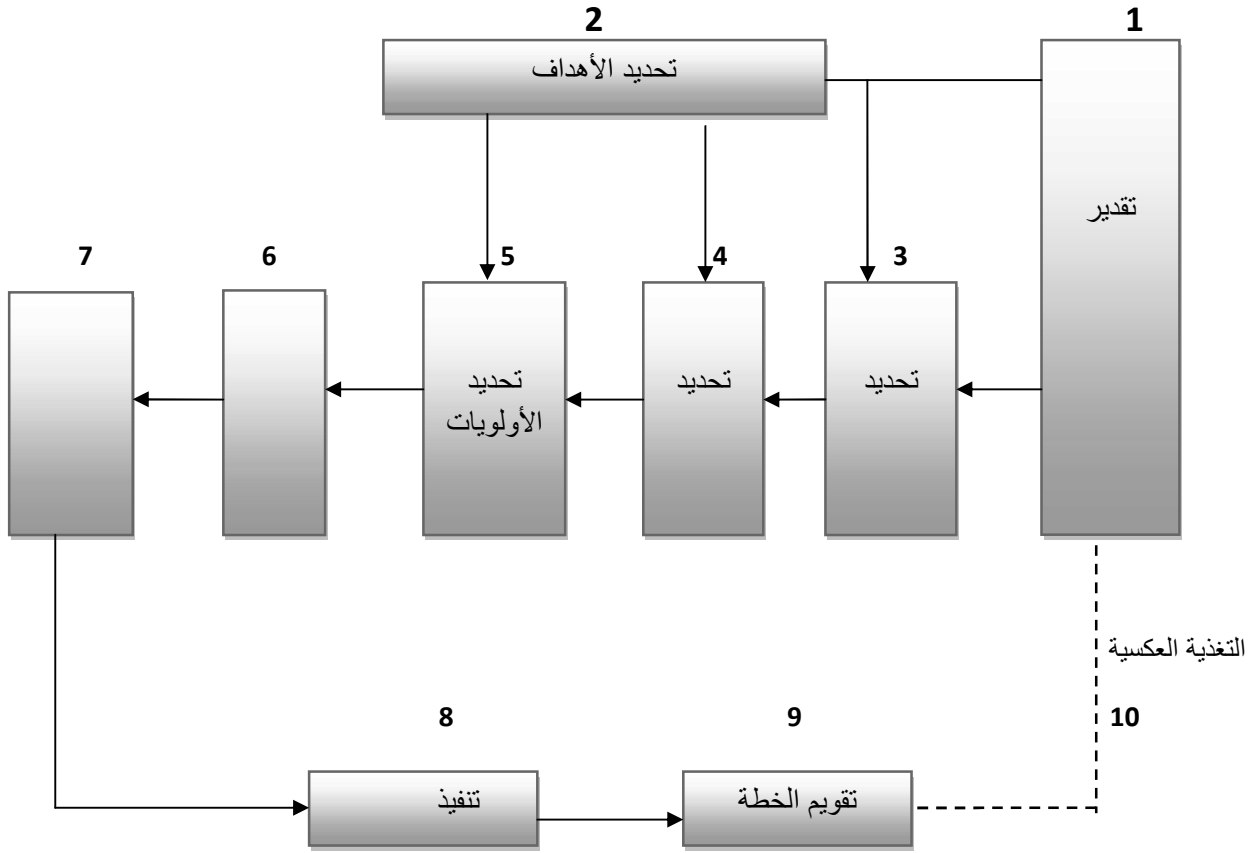 1
2
تحديد الأهداف
تقدير
3
4
5
6
7
تحديد
تحديد
تحديد
الأولويات
التغذية العكسية
8
9
10
تنفيذ
تقويم الخطة